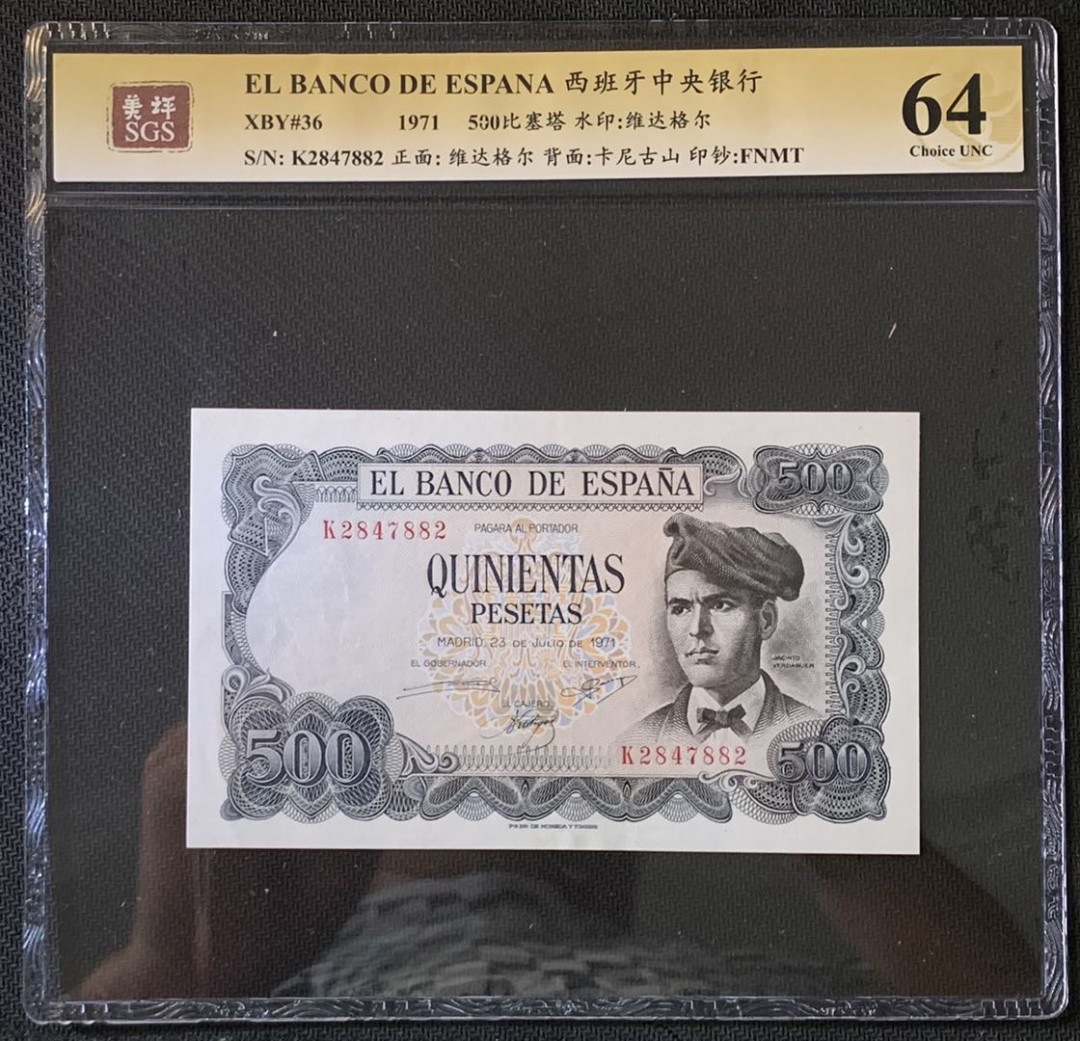 美祥
SGS
EL BANCO DE ESPANA 西班牙中央银行
XBY#36 1971 500比塞塔 水印:维达格尔
S/N: K2847882 正面: 维达格尔 背面:卡尼古山 印钞:FNMT
64
Choice UNC
500
EL BANCO DE ESPAÑA
K2847882
PAGARA AL PORTADOR
QUINIENTAS
PESETAS
MADRID, 23 DE JULIO DE 1971
EL GOBERNADOR
EL INTERVENTOR,
EL CAJERO
JACINTO
VERDAGUER
K2847882
500
500